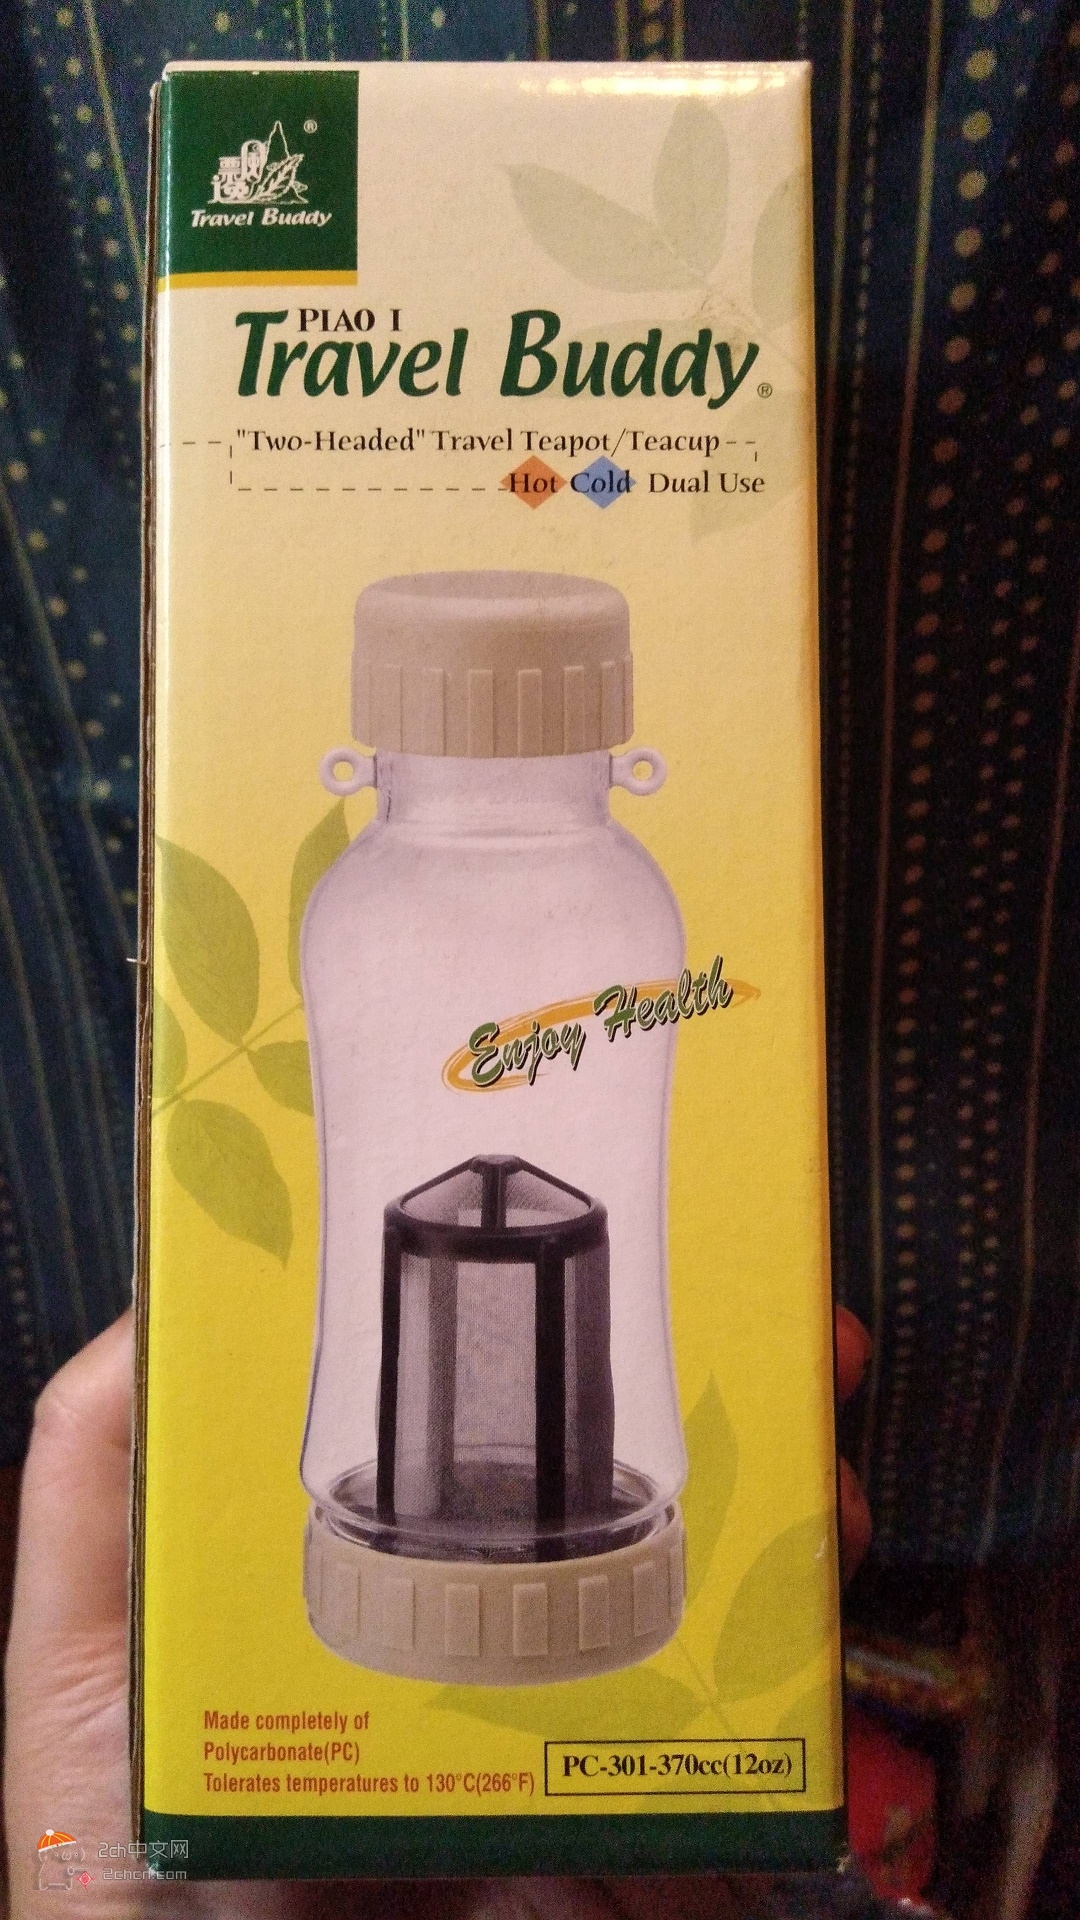 ®
飄逸
Travel Buddy
PIAO I
Travel Buddy®
"Two-Headed" Travel Teapot/Teacup
Hot Cold Dual Use
Enjoy Health
Made completely of
Polycarbonate(PC)
Tolerates temperatures to 130°C(266°F)
PC-301-370cc(12oz)
2ch中文网
2chcn.com